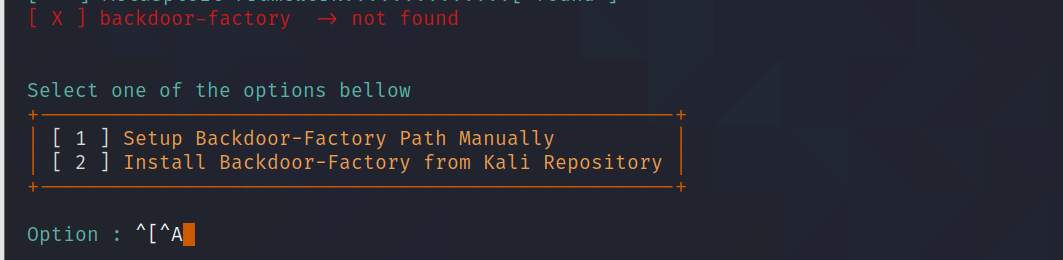 [ X ] backdoor-factory → not found
Select one of the options bellow
[ 1 ] Setup Backdoor-Factory Path Manually
[ 2 ] Install Backdoor-Factory from Kali Repository
Option : ^[^A